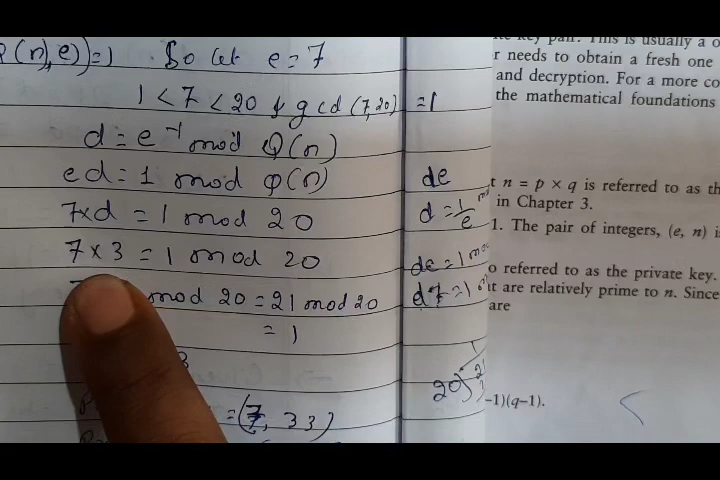 (n), e) = 1 So let e = 7
1 < 7 < 20 & gcd (7, 20) = 1
d = e⁻¹ mod φ(n)
ed = 1 mod φ(n)
7×d = 1 mod 20
7 × 3 = 1 mod 20
mod 20 = 21 mod 20
= 1
3
= (7, 33)
de
d = 1/e
de = 1
d7 = 1
20)
key pair. This is usually a
r needs to obtain a fresh one
and decryption. For a more
the mathematical foundations
t n = p × q is referred to as
in Chapter 3.
1. The pair of integers, (e, n)
o referred to as the private key.
it are relatively prime to n. Since
are
–1)(q–1).